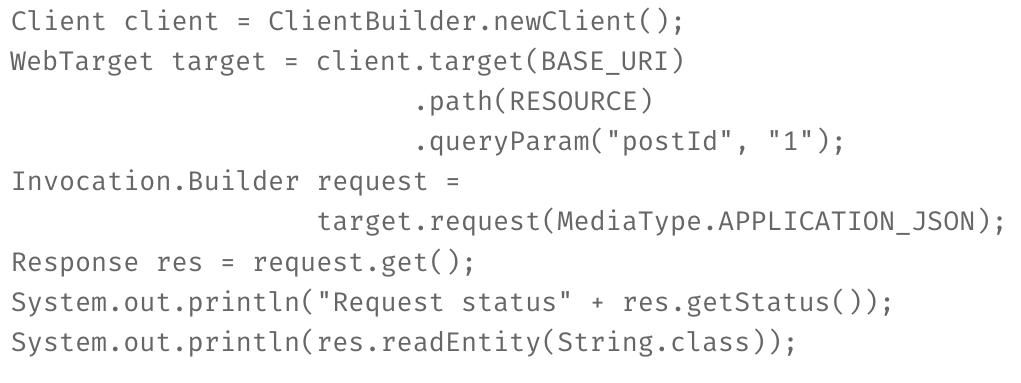 Client client = ClientBuilder.newClient();
WebTarget target = client.target(BASE_URI)
                         .path(RESOURCE)
                         .queryParam("postId", "1");
Invocation.Builder request =
                   target.request(MediaType.APPLICATION_JSON);
Response res = request.get();
System.out.println("Request status" + res.getStatus());
System.out.println(res.readEntity(String.class));